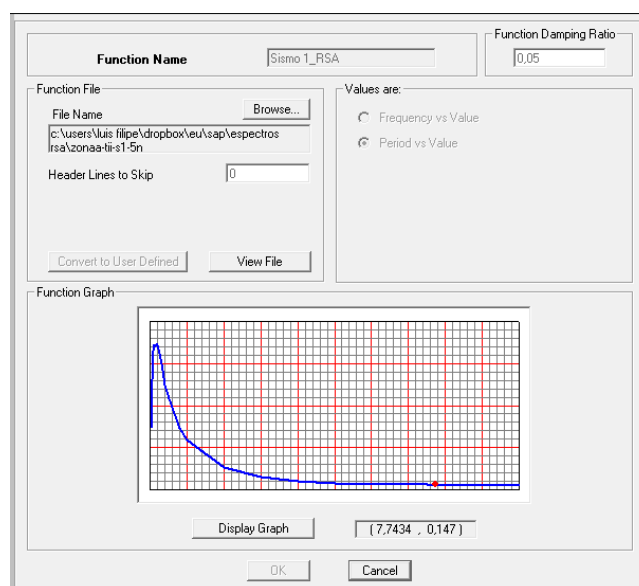 Function Damping Ratio
Function Name
Sismo 1_RSA
0,05
Function File
Values are:
File Name
Browse...
c:\users\luis filipe\dropbox\eu\sap\espectros
rsa\zonaa-tii-s1-5n
Header Lines to Skip
0
Frequency vs Value
Period vs Value
Convert to User Defined
View File
Function Graph
Display Graph
( 7,7434 , 0,147 )
OK
Cancel